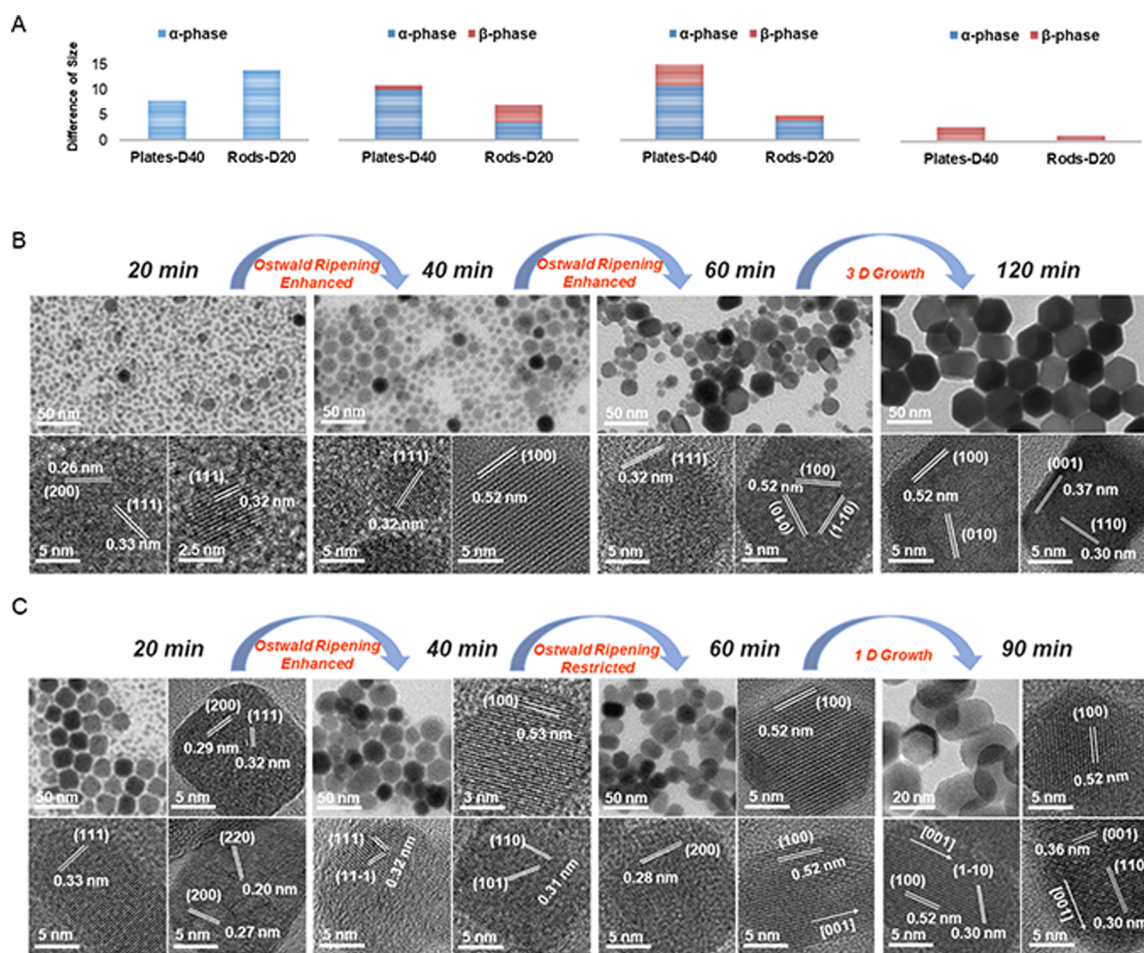 A
α-phase
α-phase β-phase
α-phase β-phase
α-phase β-phase
Difference of Size
15
10
5
0
Plates-D40 Rods-D20
Plates-D40 Rods-D20
Plates-D40 Rods-D20
Plates-D40 Rods-D20
B
20 min
Ostwald Ripening
Enhanced
40 min
Ostwald Ripening
Enhanced
60 min
3 D Growth
120 min
50 nm
50 nm
50 nm
50 nm
0.26 nm
(200)
(111)
0.33 nm
5 nm
(111)
0.32 nm
2.5 nm
(111)
0.32 nm
5 nm
(100)
0.52 nm
5 nm
(111)
0.32 nm
5 nm
(100)
0.52 nm
(010)
(1-10)
5 nm
(100)
0.52 nm
(010)
5 nm
(001)
0.37 nm
(110)
0.30 nm
5 nm
C
20 min
Ostwald Ripening
Enhanced
40 min
Ostwald Ripening
Restricted
60 min
1 D Growth
90 min
50 nm
(200)
(111)
0.29 nm
0.32 nm
5 nm
50 nm
(100)
0.53 nm
3 nm
50 nm
(100)
0.52 nm
5 nm
20 nm
(100)
0.52 nm
5 nm
(111)
0.33 nm
5 nm
(220)
(200)
0.20 nm
0.27 nm
5 nm
(111)
(11-1)
0.32 nm
5 nm
(110)
(101)
0.31 nm
5 nm
(200)
0.28 nm
5 nm
(100)
0.52 nm
[001]
5 nm
[001]
(1-10)
(100)
0.52 nm
0.30 nm
5 nm
(001)
0.36 nm
(110)
[001]
0.30 nm
5 nm